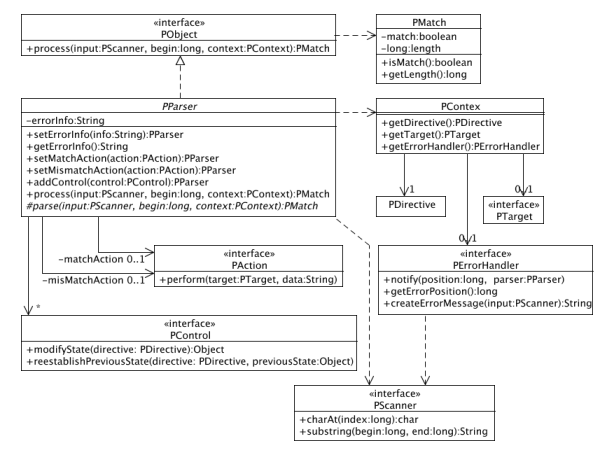 «interface»
PObject
+process(input:PScanner, begin:long, context:PContext):PMatch
PMatch
-match:boolean
-long:length
+isMatch():boolean
+getLength():long
PParser
-errorInfo:String
+setErrorInfo(info:String):PParser
+getErrorInfo():String
+setMatchAction(action:PAction):PParser
+setMismatchAction(action:PAction):PParser
+addControl(control:PControl):PParser
+process(input:PScanner, begin:long, context:PContext):PMatch
#parse(input:PScanner, begin:long, context:PContext):PMatch
PContex
+getDirective():PDirective
+getTarget():PTarget
+getErrorHandler():PErrorHandler
1
0..1
PDirective
«interface»
PTarget
0..1
-matchAction 0..1
-misMatchAction 0..1
«interface»
PAction
+perform(target:PTarget, data:String)
«interface»
PErrorHandler
+notify(position:long, parser:PParser)
+getErrorPosition():long
+createErrorMessage(input:PScanner):String
*
«interface»
PControl
+modifyState(directive: PDirective):Object
+reestablishPreviousState(directive: PDirective, previousState:Object)
«interface»
PScanner
+charAt(index:long):char
+substring(begin:long, end:long):String